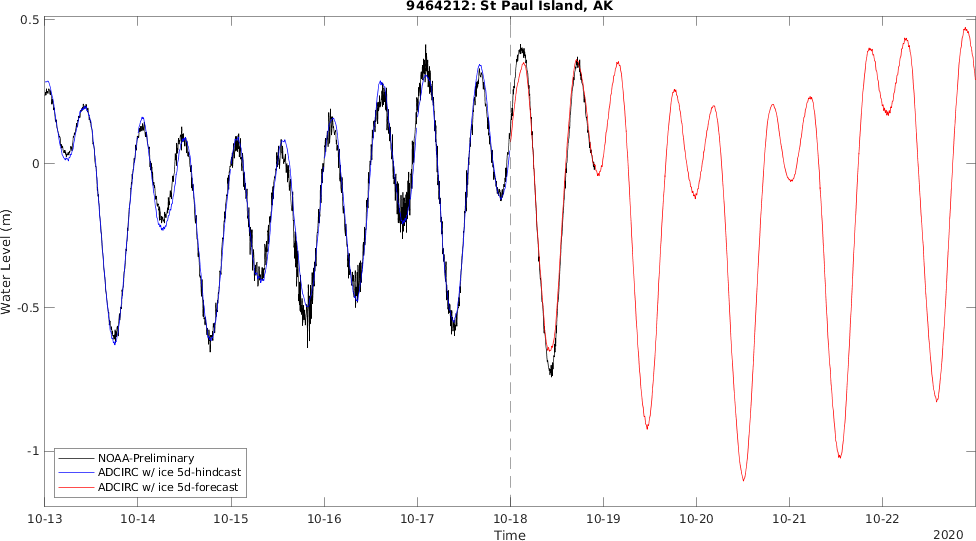 9464212: St Paul Island, AK
0.5
0
-0.5
-1
Water Level (m)
NOAA-Preliminary
ADCIRC w/ ice 5d-hindcast
ADCIRC w/ ice 5d-forecast
10-13 10-14 10-15 10-16 10-17 10-18 10-19 10-20 10-21 10-22
Time
2020